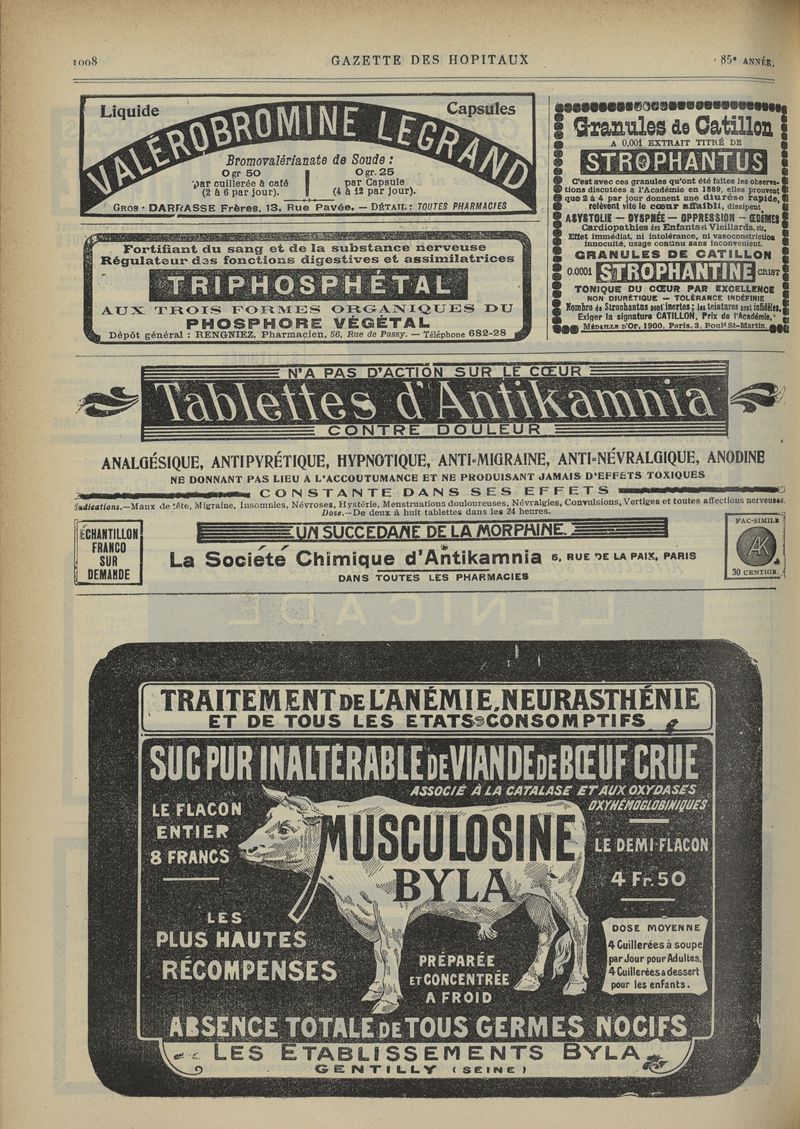 1008
GAZETTE DES HOPITAUX
85e ANNÉE.
Liquide
Capsules
VALÉROBROMINE LEGRAND
Bromovalérianate de Soude :
0 gr 50
par cuillerée à café
(2 à 6 par jour).
0 gr. 25
par Capsule
(4 à 12 par jour).
GROS - DARRASSE Frères, 13, Rue Pavée. — DÉTAIL : TOUTES PHARMACIES
Fortifiant du sang et de la substance nerveuse
Régulateur des fonctions digestives et assimilatrices
TRIPHOSPHÉTAL
AUX TROIS FORMES ORGANIQUES DU
PHOSPHORE VÉGÉTAL
Dépôt général : RENGNIEZ, Pharmacien, 56, Rue de Passy. — Téléphone 682-28
Granules de Catillon
A 0,001 EXTRAIT TITRÉ DE
STROPHANTUS
C'est avec ces granules qu'ont été faites les observa-
tions discutées à l'Académie en 1889, elles prouvent
que 2 à 4 par jour donnent une diurèse rapide,
relèvent vite le cœur affaibli, dissipent
ASYSTOLIE — DYSPNÉE — OPPRESSION — ŒDÈMES
Cardiopathies des Enfants et Vieillards, etc.
Effet immédiat, ni intolérance, ni vasoconstriction
innocuité, usage continu sans inconvénient.
GRANULES DE CATILLON
0.0001 STROPHANTINE CRIST
TONIQUE DU CŒUR PAR EXCELLENCE
NON DIURÉTIQUE — TOLÉRANCE INDÉFINIE
Nombre de Strophantus sont inertes ; les teintures sont infidèles,
Exiger la signature CATILLON, Prix de l'Académie.
MÉDAILLE D'OR, 1900, Paris, 3, Boul d St-Martin.
N'A PAS D'ACTION SUR LE CŒUR
Tablettes d'Antikamnia
CONTRE DOULEUR
ANALGÉSIQUE, ANTIPYRÉTIQUE, HYPNOTIQUE, ANTI-MIGRAINE, ANTI-NÉVRALGIQUE, ANODINE
NE DONNANT PAS LIEU A L'ACCOUTUMANCE ET NE PRODUISANT JAMAIS D'EFFETS TOXIQUES
CONSTANTE DANS SES EFFETS
Indications.—Maux de tête, Migraine, Insomnies, Névroses, Hystérie, Menstruations douloureuses, Névralgies, Convulsions, Vertiges et toutes affections nerveuses.
Dose.—De deux à huit tablettes dans les 24 heures.
ÉCHANTILLON
FRANCO
SUR
DEMANDE
UN SUCCEDANÉ DE LA MORPHINE.
La Société Chimique d'Antikamnia 5, RUE DE LA PAIX, PARIS
DANS TOUTES LES PHARMACIES
FAC-SIMILE
AK
30 CENTIGR.
TRAITEMENT DE L'ANÉMIE, NEURASTHÉNIE
ET DE TOUS LES ETATS CONSOMPTIFS
SUC PUR INALTÉRABLE DE VIANDE DE BŒUF CRUE
ASSOCIÉ À LA CATALASE ET AUX OXYDASES
OXYHÉMOGLOBINIQUES
LE FLACON
ENTIER
8 FRANCS
MUSCULOSINE
BYLA
LE DEMI-FLACON
4 Fr. 50
LES
PLUS HAUTES
RÉCOMPENSES
PRÉPARÉE
ET CONCENTRÉE
A FROID
DOSE MOYENNE
4 Cuillerées à soupe
par Jour pour Adultes,
4 Cuillerées à dessert
pour les enfants.
ABSENCE TOTALE DE TOUS GERMES NOCIFS
LES ETABLISSEMENTS BYLA
GENTILLY (SEINE)